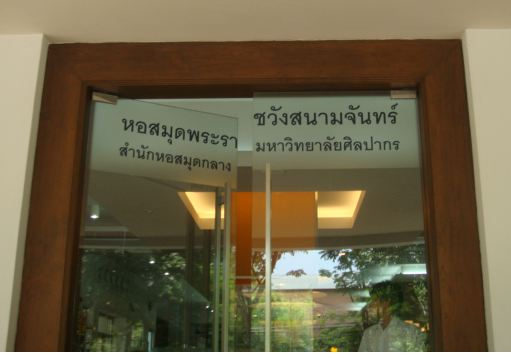 หอสมุดพระราชวังสนามจันทร์
สำนักหอสมุดกลาง มหาวิทยาลัยศิลปากร